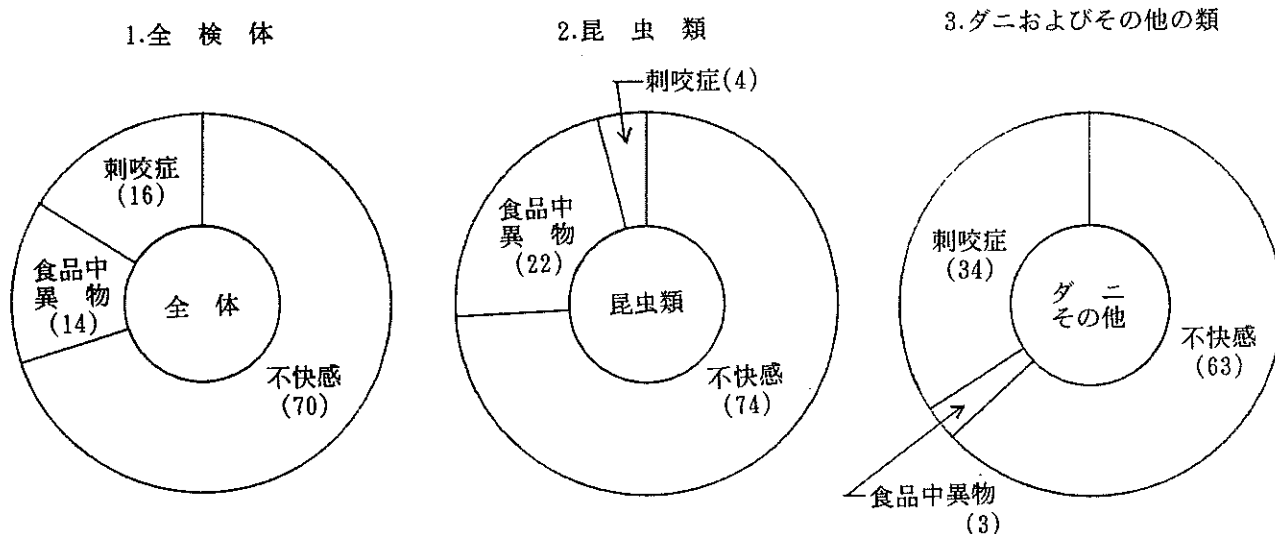 1.全 検 体
刺咬症
(16)
食品中
異 物
(14)
全 体
不快感
(70)
2.昆 虫 類
刺咬症(4)
食品中
異 物
(22)
昆虫類
不快感
(74)
3.ダニおよびその他の類
刺咬症
(34)
ダ ニ
その他
不快感
(63)
食品中異物
(3)